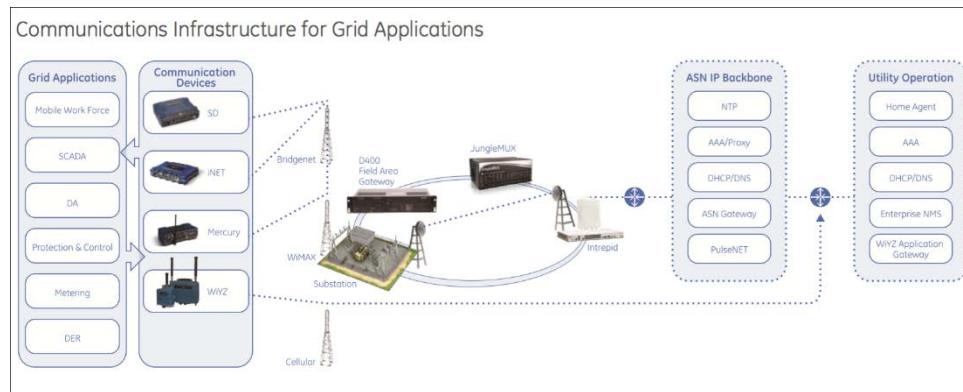 Communications Infrastructure for Grid Applications
Grid Applications
Mobile Work Force
SCADA
DA
Protection & Control
Metering
DER
Communication
Devices
SD
iNET
Mercury
WiYZ
Bridgenet
WiMAX
Cellular
D400
Field Area
Gateway
Substation
JungleMUX
Intrepid
ASN IP Backbone
NTP
AAA/Proxy
DHCP/DNS
ASN Gateway
PulseNET
Utility Operation
Home Agent
AAA
DHCP/DNS
Enterprise NMS
WiYZ Application
Gateway